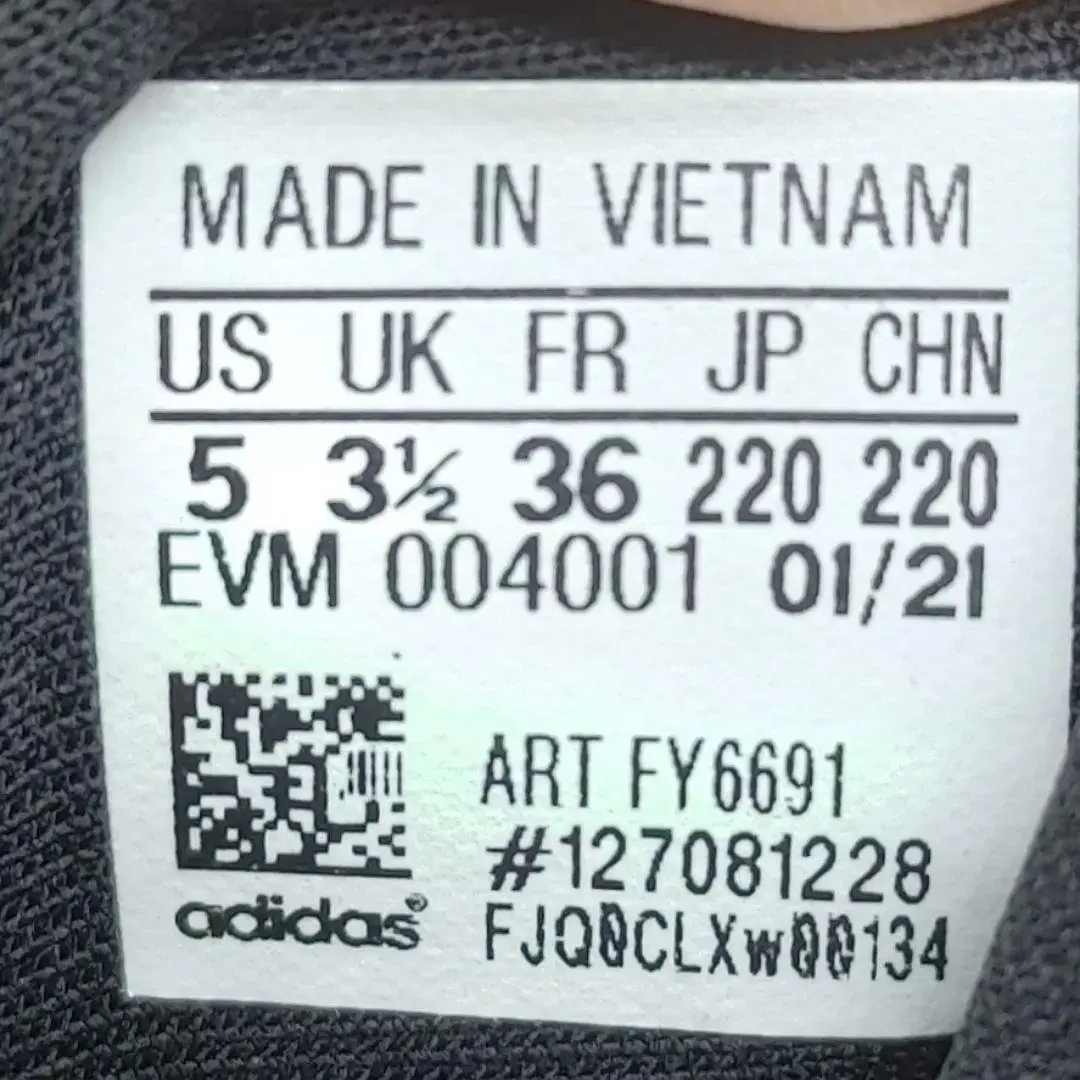 MADE IN VIETNAM
US UK FR JP CHN
5 3½ 36 220 220
EVM 004001 01/21
ART FY6691
#127081228
adidas®
FJQ0CLXw00134